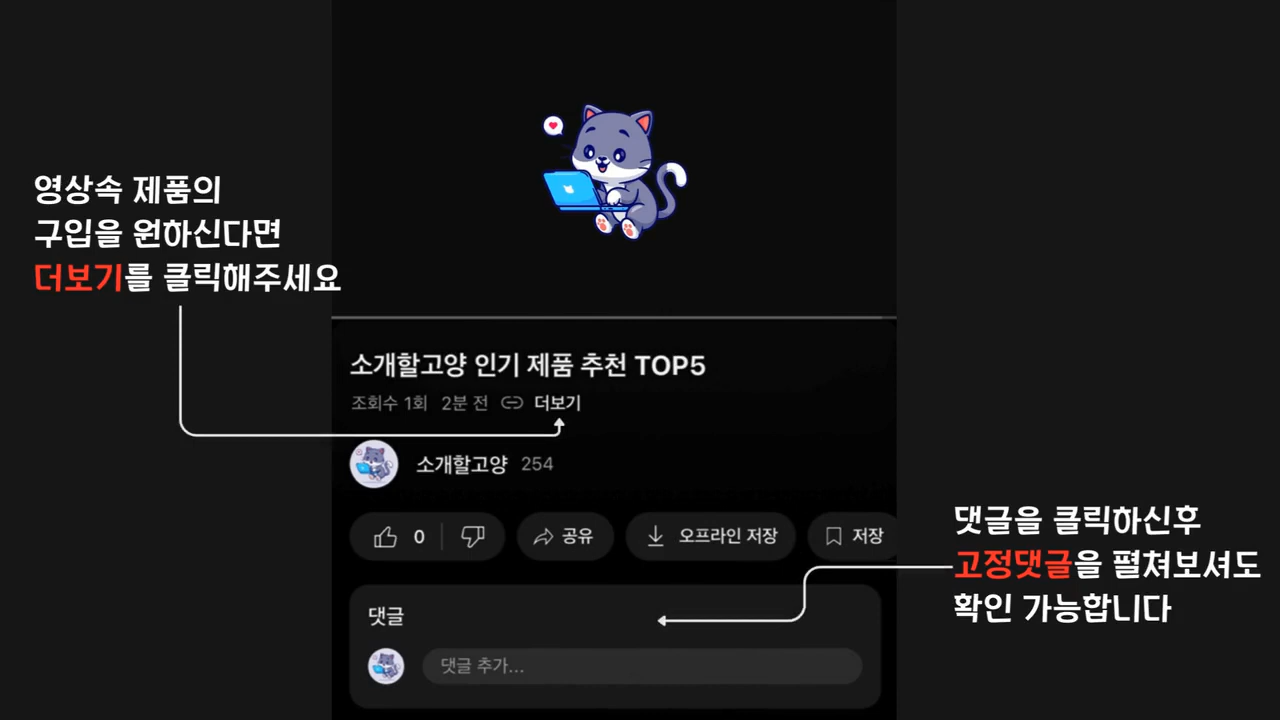 영상속 제품의
구입을 원하신다면
더보기를 클릭해주세요
소개할고양 인기 제품 추천 TOP5
조회수 1회 2분 전 더보기
소개할고양 254
0 공유 오프라인 저장 저장
댓글을 클릭하신후
고정댓글을 펼쳐보셔도
확인 가능합니다
댓글
댓글 추가...